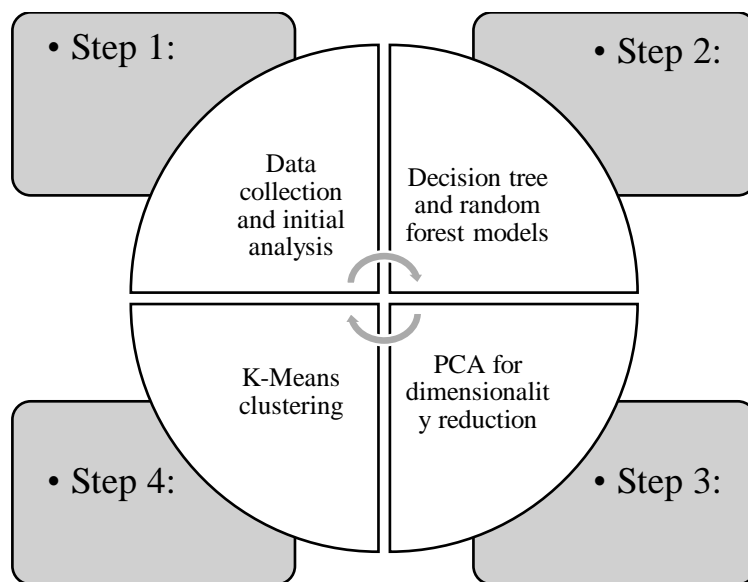 • Step 1:
Data
collection
and initial
analysis
• Step 2:
Decision tree
and random
forest models
• Step 3:
PCA for
dimensionalit
y reduction
• Step 4:
K-Means
clustering